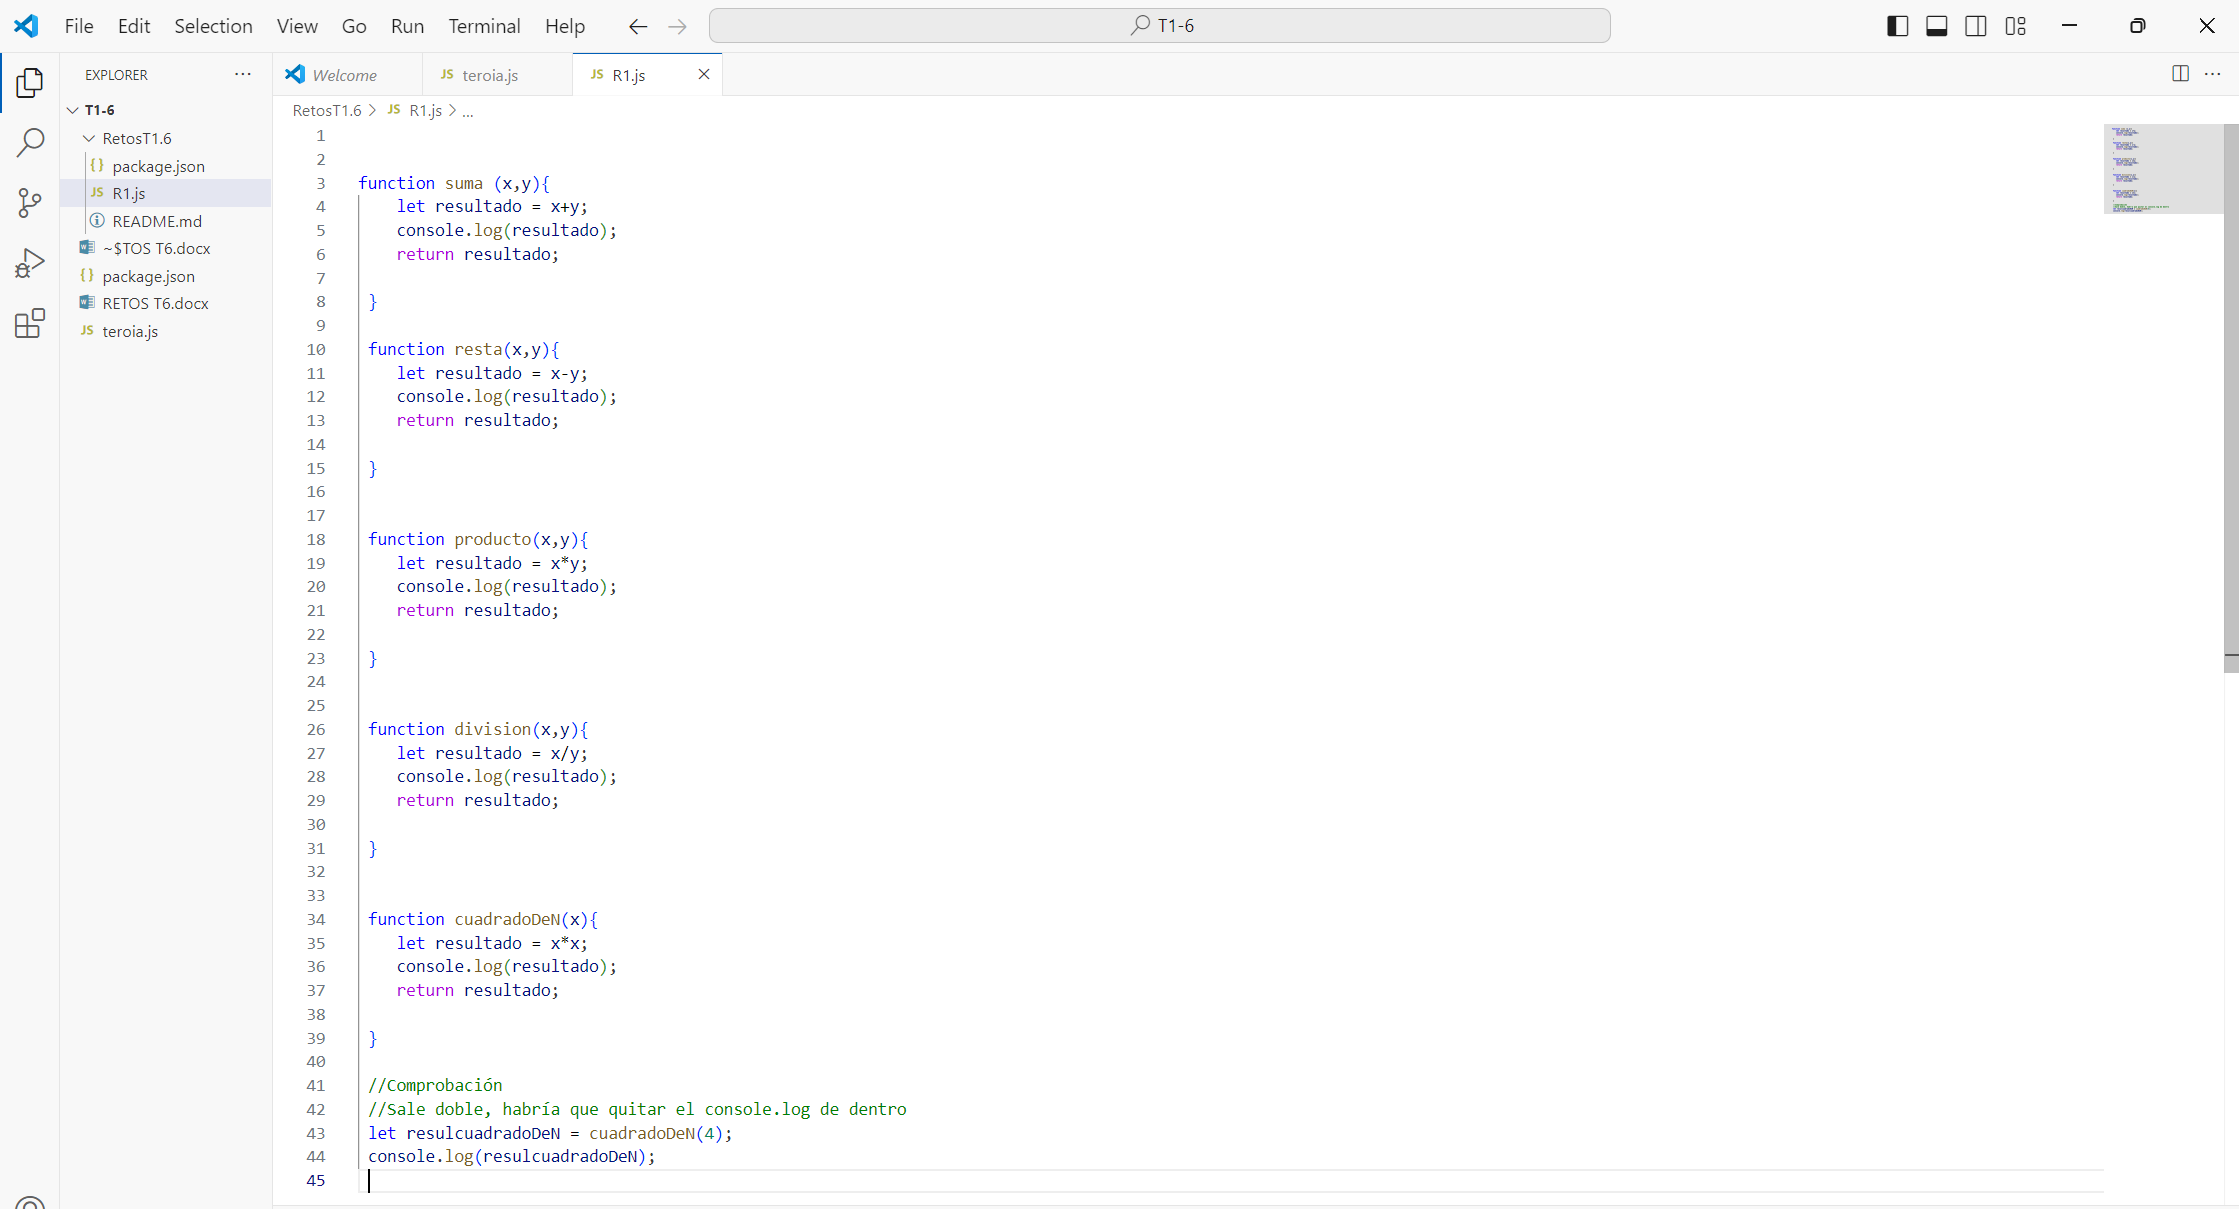 File Edit Selection View Go Run Terminal Help
T1-6
EXPLORER ...
T1-6
RetosT1.6
{} package.json
JS R1.js
README.md
~$TOS T6.docx
{} package.json
RETOS T6.docx
JS teroia.js
Welcome
JS teroia.js
JS R1.js
RetosT1.6 > JS R1.js > ...
1
2
3 function suma (x,y){
4 let resultado = x+y;
5 console.log(resultado);
6 return resultado;
7
8 }
9
10 function resta(x,y){
11 let resultado = x-y;
12 console.log(resultado);
13 return resultado;
14
15 }
16
17
18 function producto(x,y){
19 let resultado = x*y;
20 console.log(resultado);
21 return resultado;
22
23 }
24
25
26 function division(x,y){
27 let resultado = x/y;
28 console.log(resultado);
29 return resultado;
30
31 }
32
33
34 function cuadradoDeN(x){
35 let resultado = x*x;
36 console.log(resultado);
37 return resultado;
38
39 }
40
41 //Comprobación
42 //Sale doble, habría que quitar el console.log de dentro
43 let resulcuadradoDeN = cuadradoDeN(4);
44 console.log(resulcuadradoDeN);
45